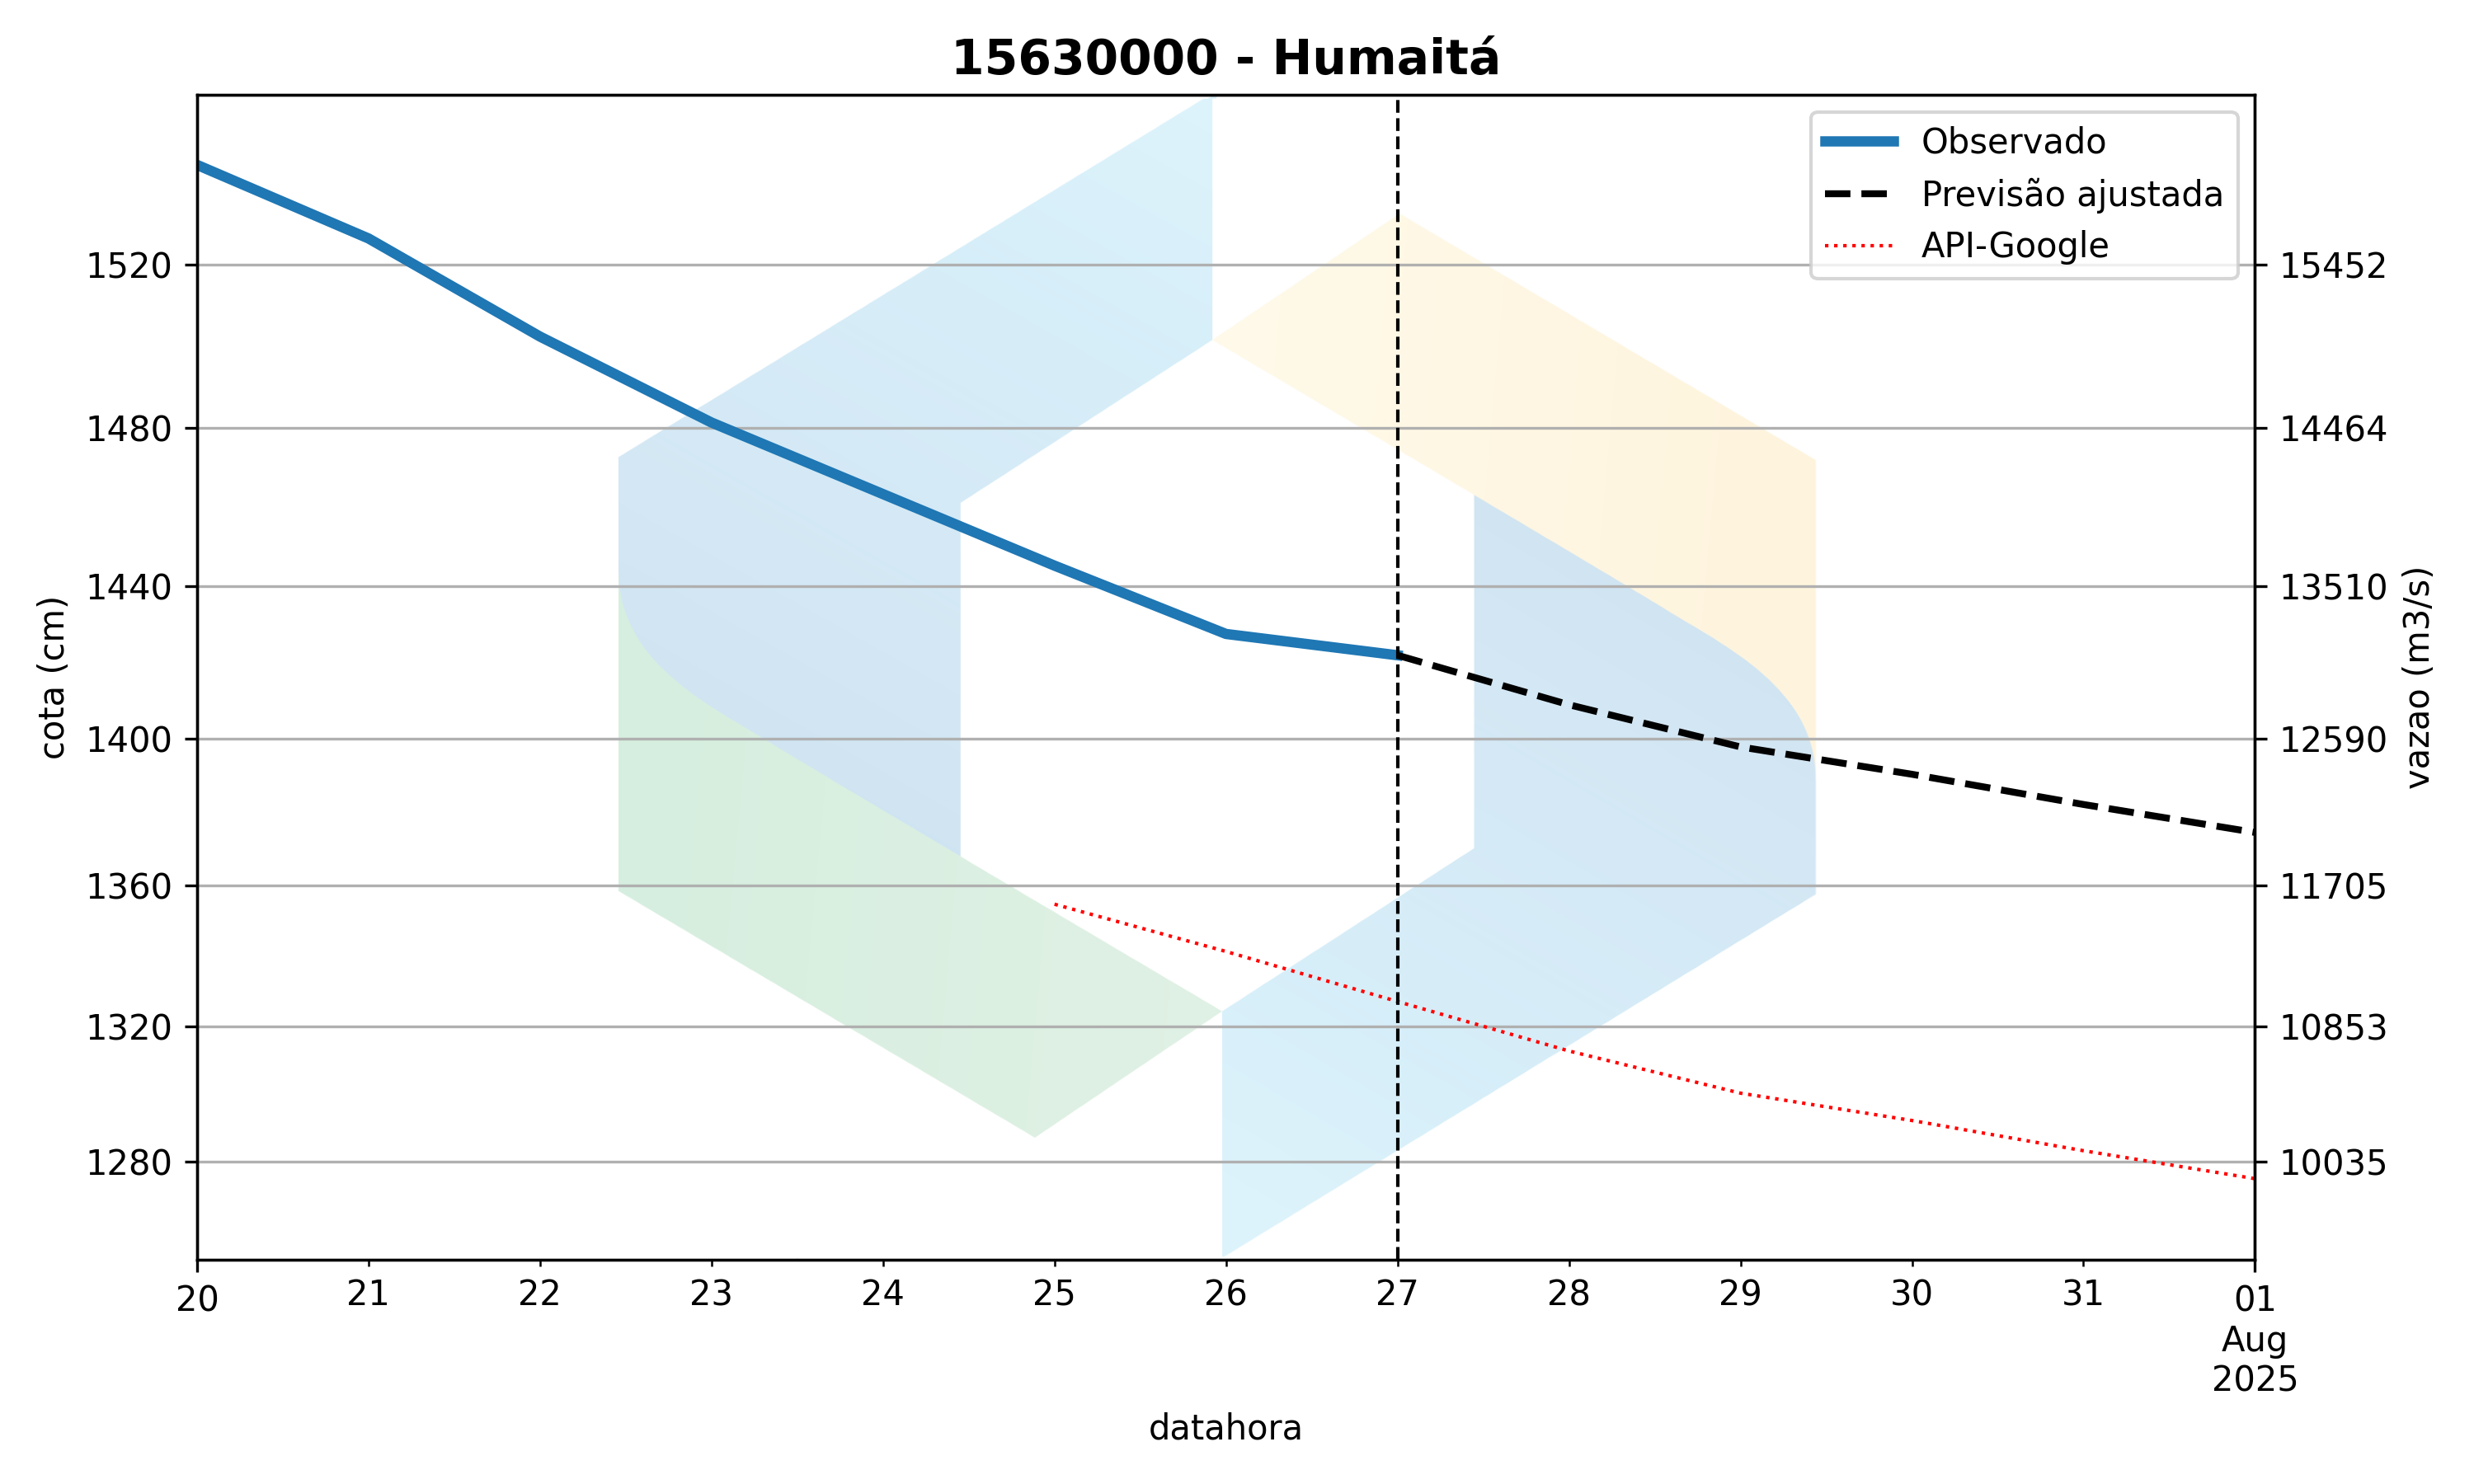 15630000 - Humaitá
Observado
Previsão ajustada
API-Google
cota (cm)
1520
1480
1440
1400
1360
1320
1280
15452
14464
13510
12590
11705
10853
10035
vazao (m3/s)
20 21 22 23 24 25 26 27 28 29 30 31 01
Aug
2025
datahora